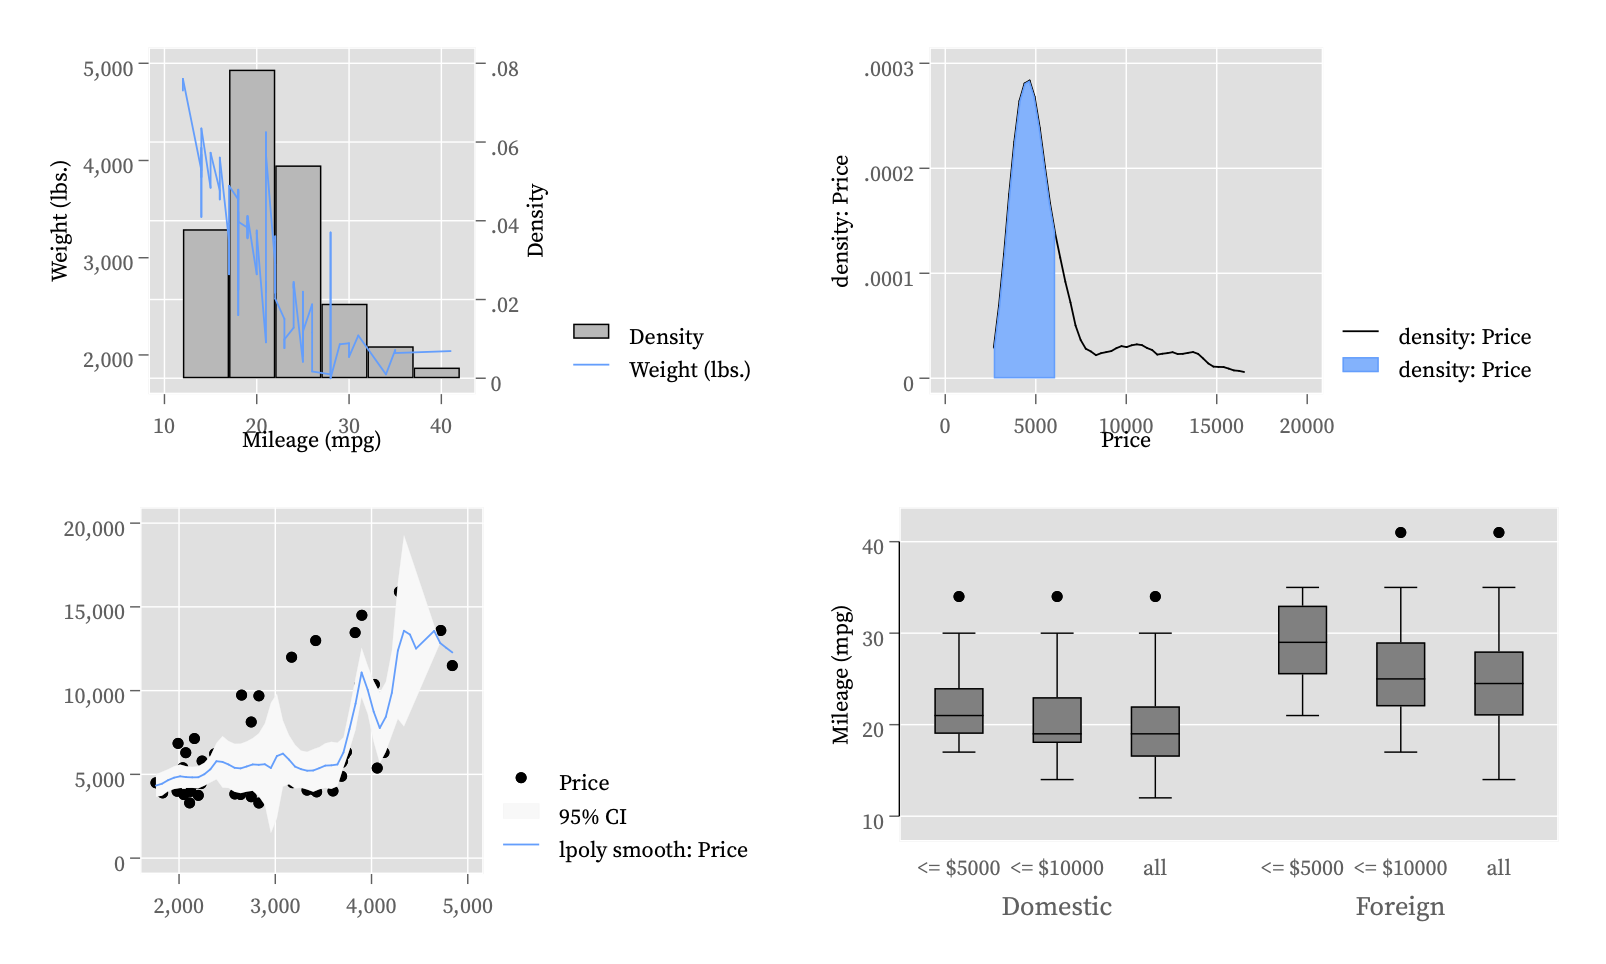 5,000
4,000
3,000
2,000
Weight (lbs.)
.08
.06
.04
.02
0
Density
10 20 30 40
Mileage (mpg)
Density
Weight (lbs.)
.0003
.0002
.0001
0
density: Price
0 5000 10000 15000 20000
Price
density: Price
density: Price
20,000
15,000
10,000
5,000
0
2,000 3,000 4,000 5,000
Price
95% CI
lpoly smooth: Price
40
30
20
10
Mileage (mpg)
<= $5000 <= $10000 all <= $5000 <= $10000 all
Domestic Foreign